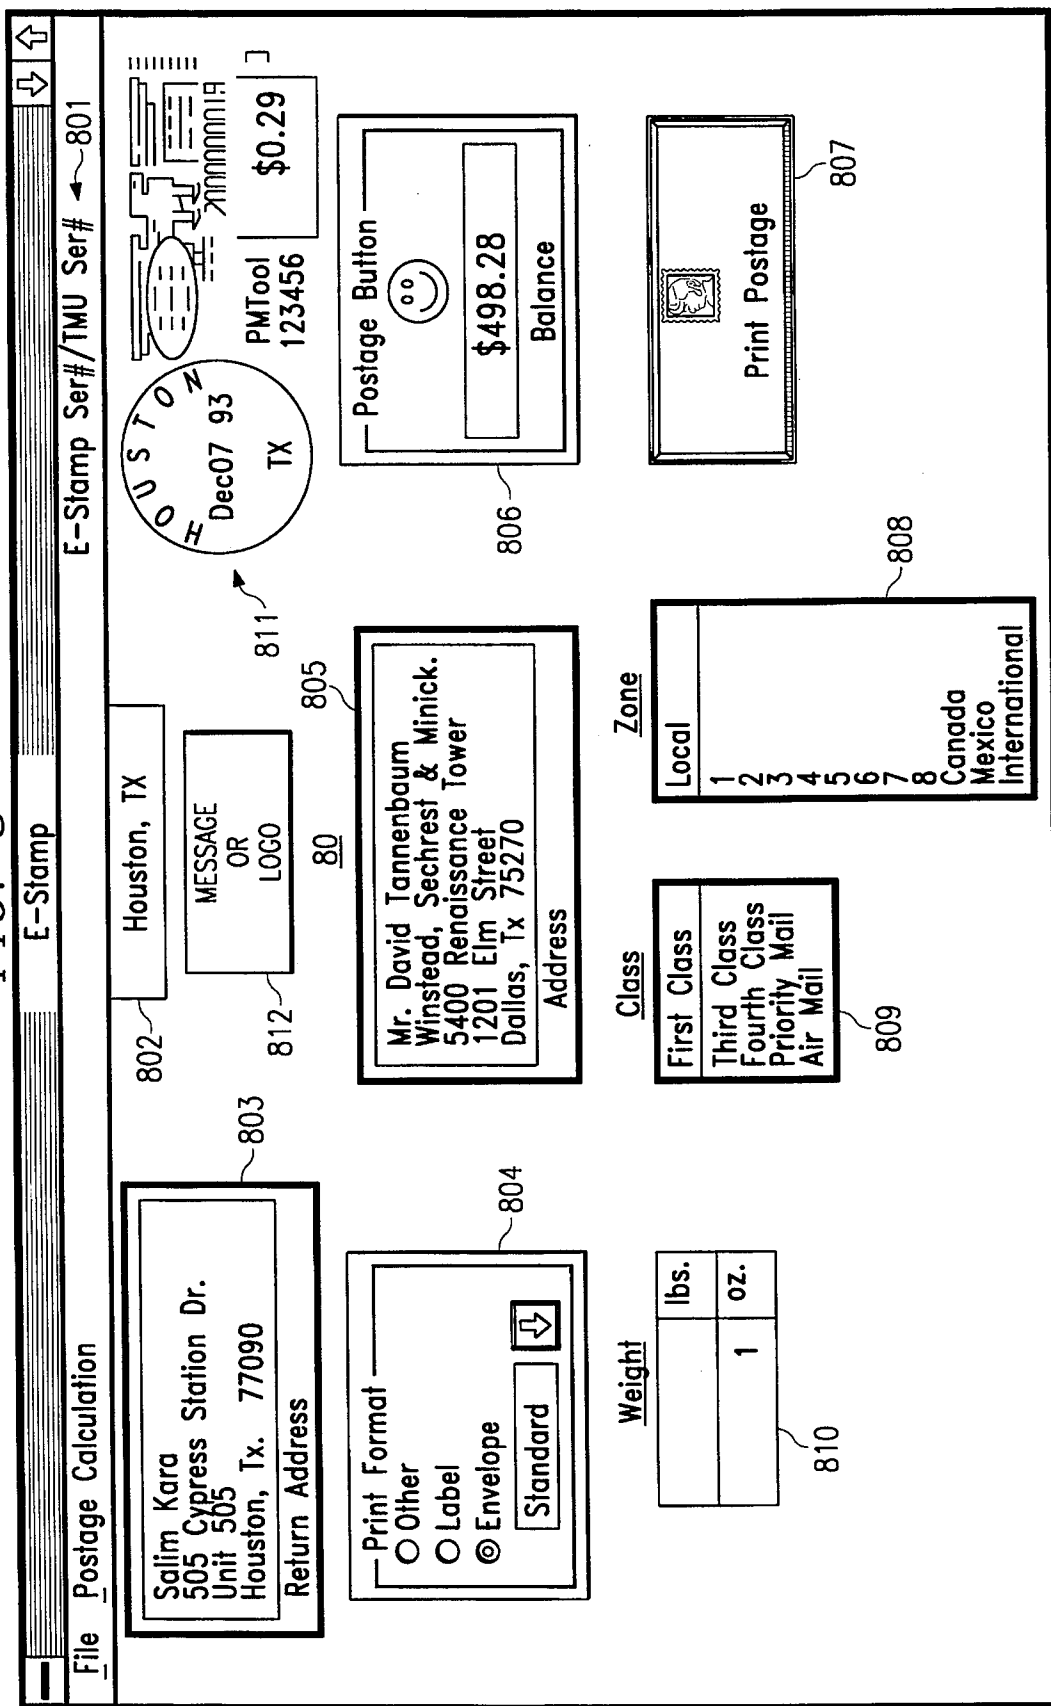 E-Stamp
File Postage Calculation
E-Stamp Ser#/TMU Ser#
801
Salim Kara
505 Cypress Station Dr.
Unit 505
Houston, Tx. 77090
Return Address
803
Houston, TX
802
MESSAGE
OR
LOGO
812
80
HOUSTON
Dec07 93
TX
811
PMTool
123456
$0.29
Print Format
Other
Label
Envelope
Standard
804
Mr. David Tannenbaum
Winstead, Sechrest & Minick.
5400 Renaissance Tower
1201 Elm Street
Dallas, Tx 75270
Address
805
Postage Button
$498.28
Balance
806
Weight
lbs.
1 oz.
810
Class
First Class
Third Class
Fourth Class
Priority Mail
Air Mail
809
Zone
Local
1
2
3
4
5
6
7
8
Canada
Mexico
International
808
Print Postage
807